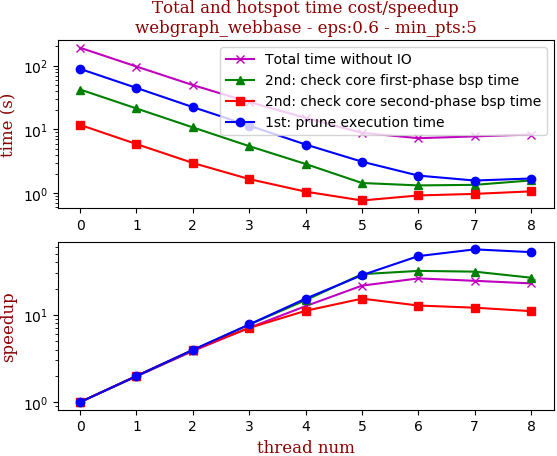 Total and hotspot time cost/speedup
webgraph_webbase - eps:0.6 - min_pts:5
Total time without IO
2nd: check core first-phase bsp time
2nd: check core second-phase bsp time
1st: prune execution time
time (s)
10²
10¹
10⁰
0 1 2 3 4 5 6 7 8
speedup
10¹
10⁰
0 1 2 3 4 5 6 7 8
thread num